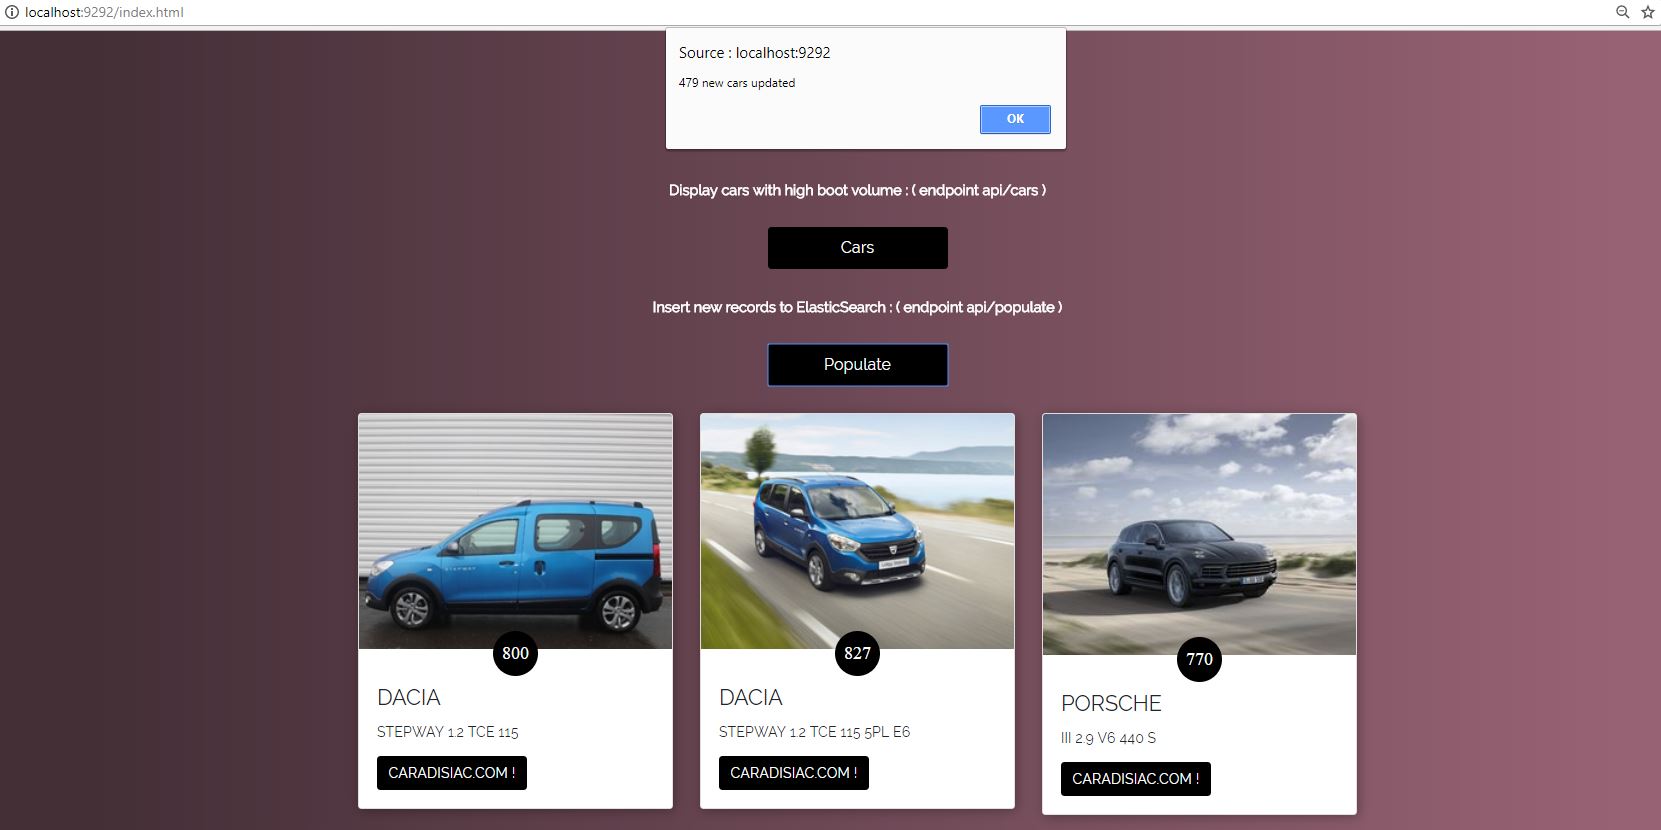 localhost:9292/index.html
Source : localhost:9292
479 new cars updated
OK
Display cars with high boot volume : ( endpoint api/cars )
Cars
Insert new records to ElasticSearch : ( endpoint api/populate )
Populate
STEPWAY
800
DACIA
STEPWAY 1.2 TCE 115
CARADISIAC.COM !
827
DACIA
STEPWAY 1.2 TCE 115 5PL E6
CARADISIAC.COM !
770
PORSCHE
III 2.9 V6 440 S
CARADISIAC.COM !